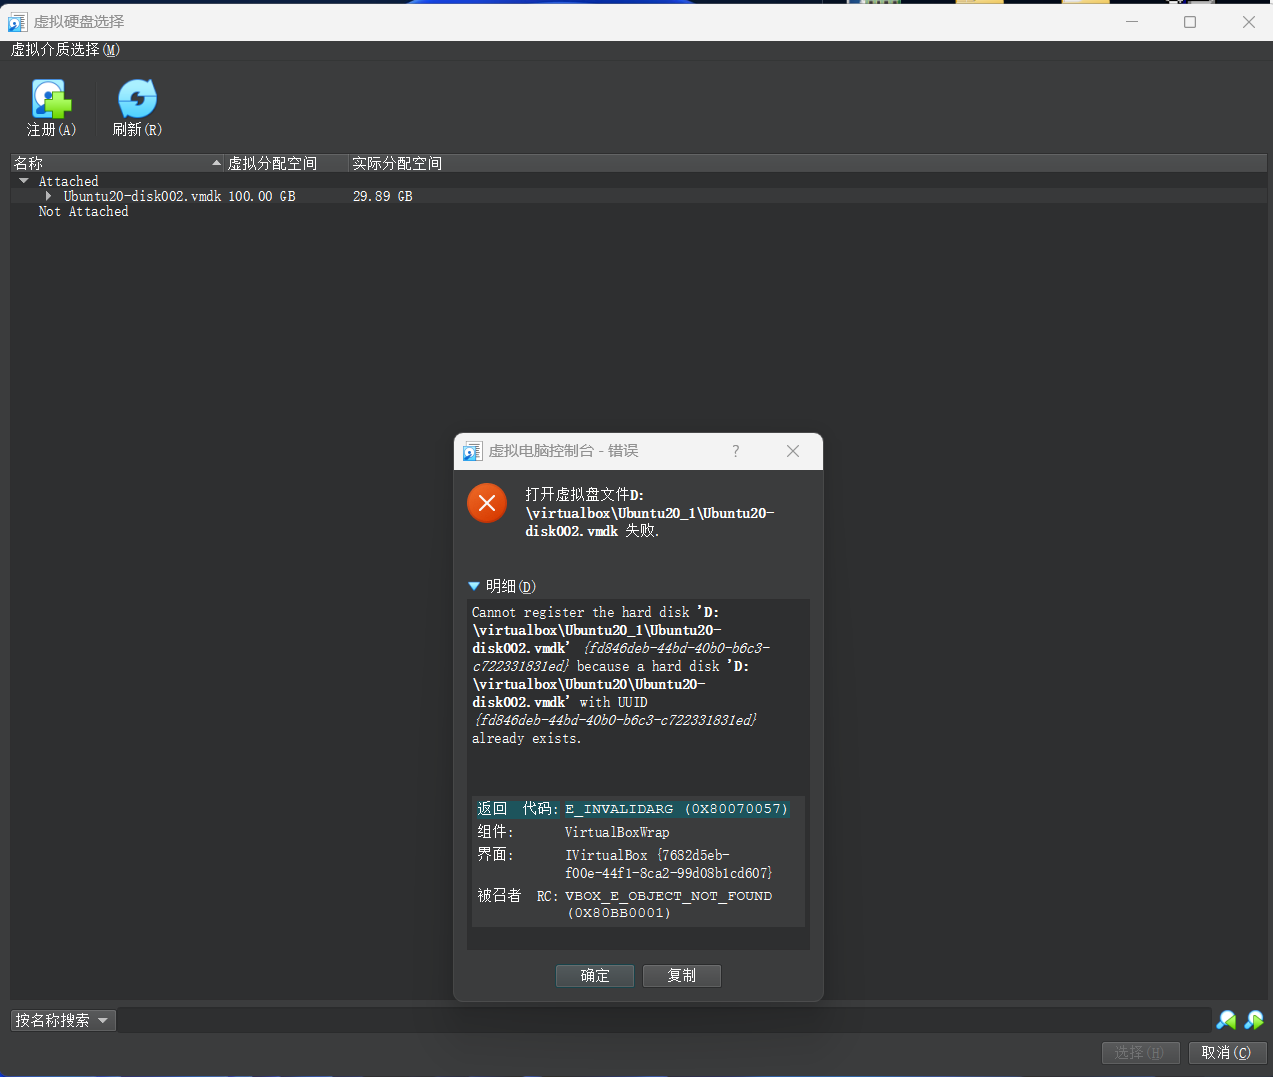 虚拟硬盘选择
虚拟介质选择(M)
注册(A)
刷新(R)
名称 虚拟分配空间 实际分配空间
Attached
Ubuntu20-disk002.vmdk 100.00 GB 29.89 GB
Not Attached
虚拟电脑控制台 - 错误 ?
打开虚拟盘文件D:
\virtualbox\Ubuntu20_1\Ubuntu20-
disk002.vmdk 失败.
明细(D)
Cannot register the hard disk 'D:
\virtualbox\Ubuntu20_1\Ubuntu20-
disk002.vmdk' {fd846deb-44bd-40b0-b6c3-
c722331831ed} because a hard disk 'D:
\virtualbox\Ubuntu20\Ubuntu20-
disk002.vmdk' with UUID
{fd846deb-44bd-40b0-b6c3-c722331831ed}
already exists.
返回 代码: E_INVALIDARG (0X80070057)
组件: VirtualBoxWrap
界面: IVirtualBox {7682d5eb-
f00e-44f1-8ca2-99d08b1cd607}
被召者 RC: VBOX_E_OBJECT_NOT_FOUND
(0X80BB0001)
确定 复制
按名称搜索
选择(H) 取消(C)